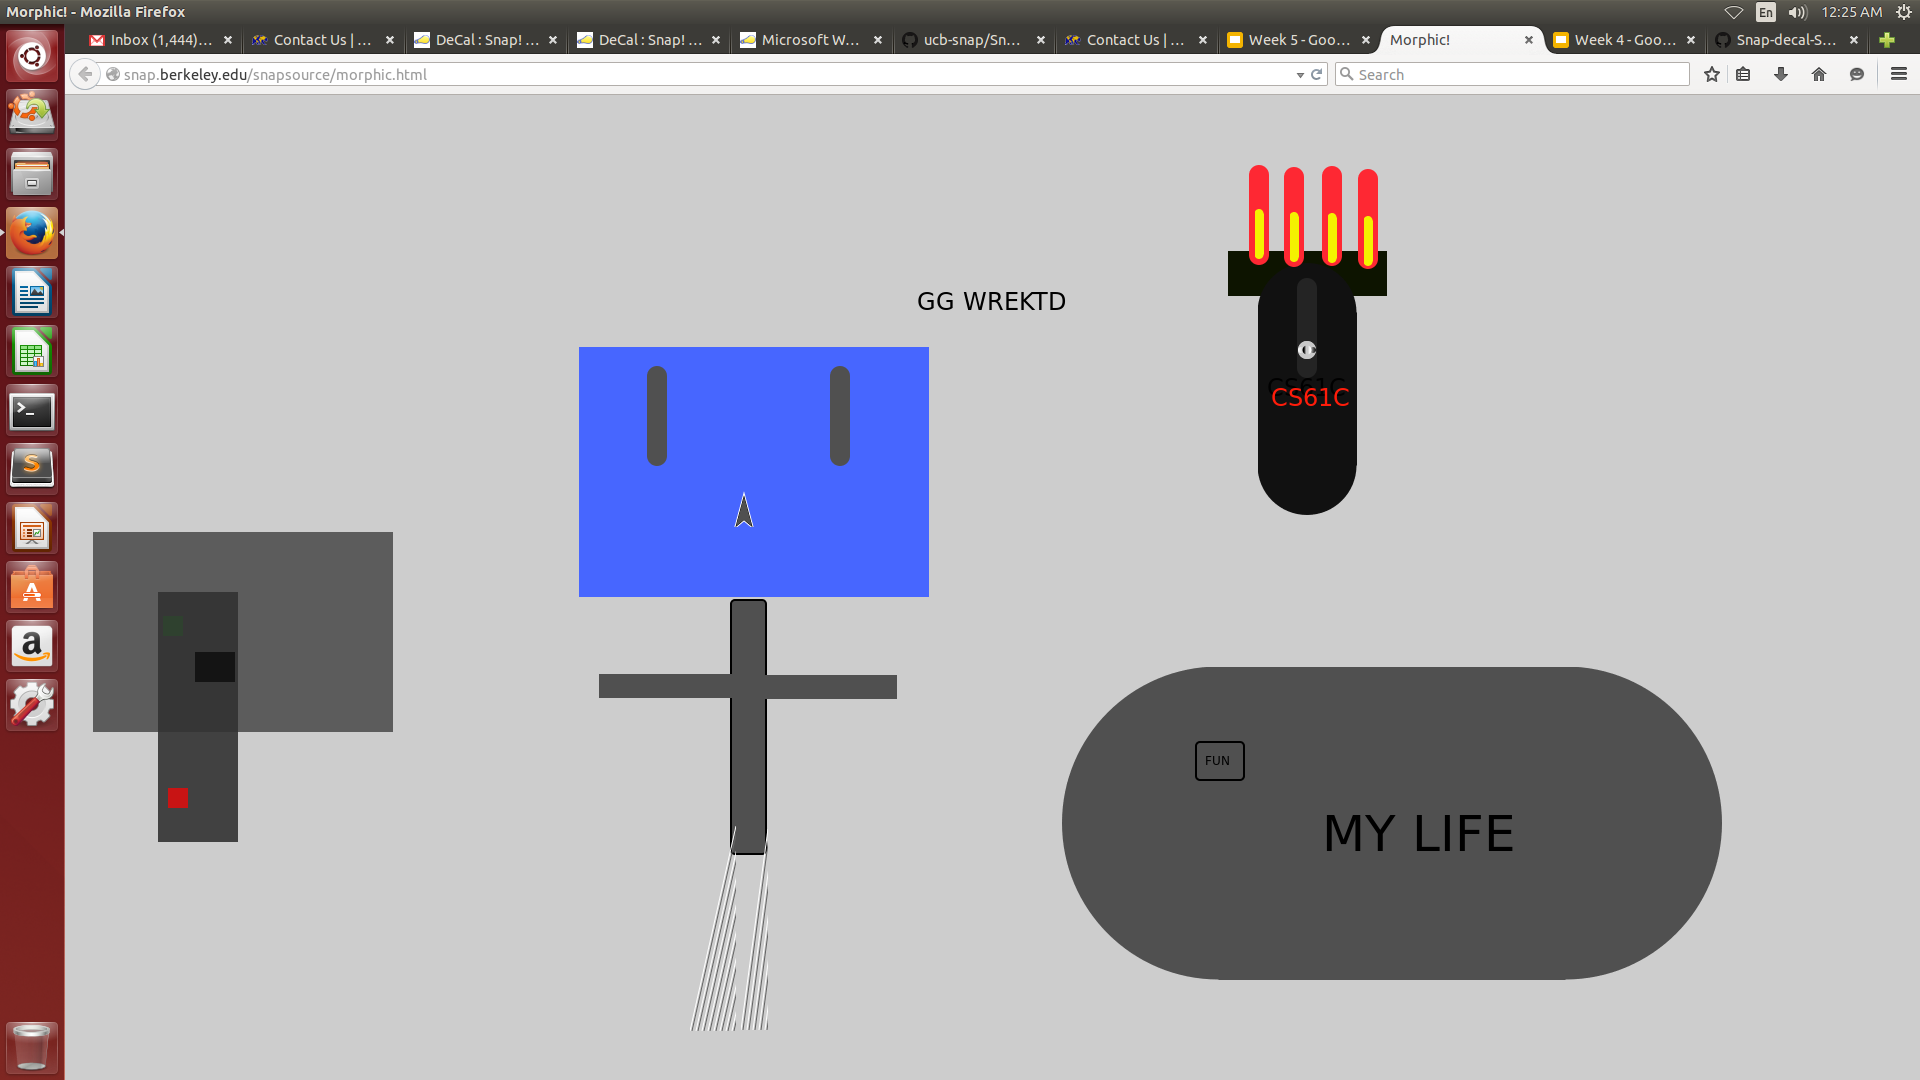 Morphic! - Mozilla Firefox
En
12:25 AM
Inbox (1,444)...
Contact Us | ...
DeCal : Snap! ...
DeCal : Snap! ...
Microsoft W...
ucb-snap/Sn...
Contact Us | ...
Week 5 - Goo...
Morphic!
Week 4 - Goo...
Snap-decal-S...
snap.berkeley.edu/snapsource/morphic.html
Search
GG WREKTD
CS61C
CS61C
FUN
MY LIFE